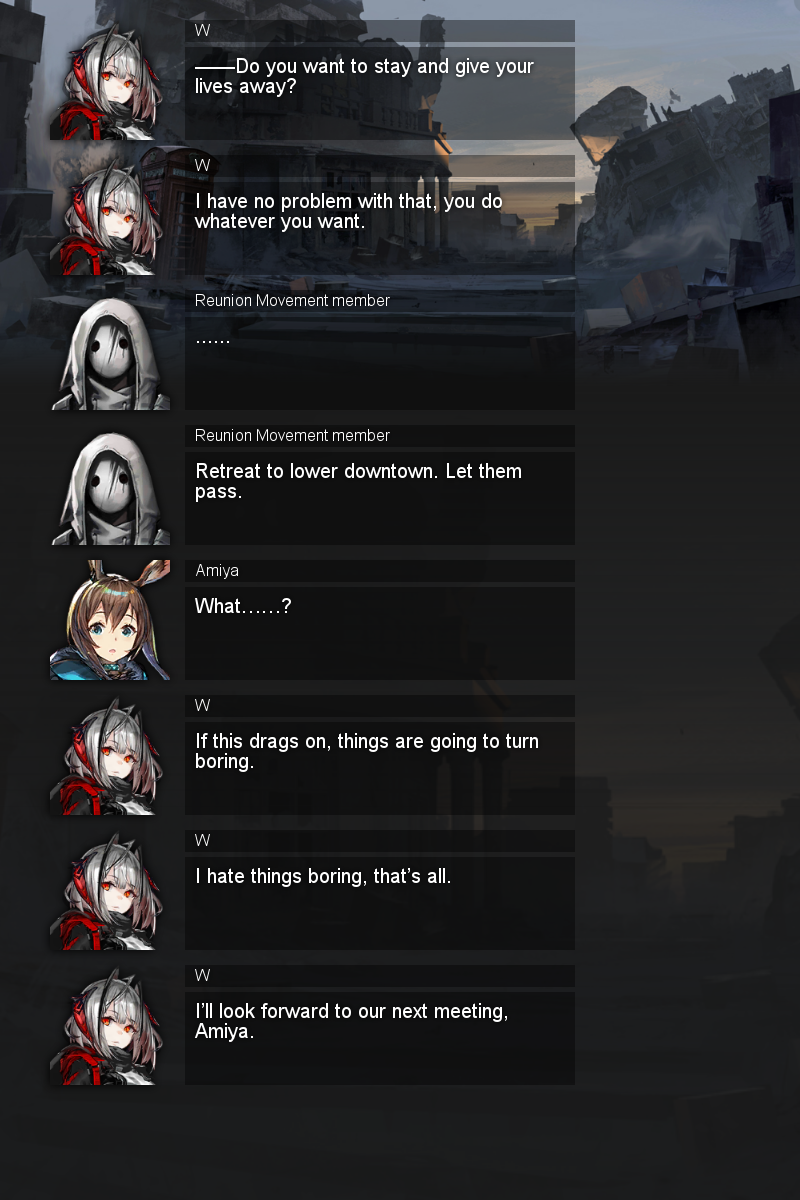 W
——Do you want to stay and give your
lives away?
W
I have no problem with that, you do
whatever you want.
Reunion Movement member
……
Reunion Movement member
Retreat to lower downtown. Let them
pass.
Amiya
What……?
W
If this drags on, things are going to turn
boring.
W
I hate things boring, that’s all.
W
I’ll look forward to our next meeting,
Amiya.